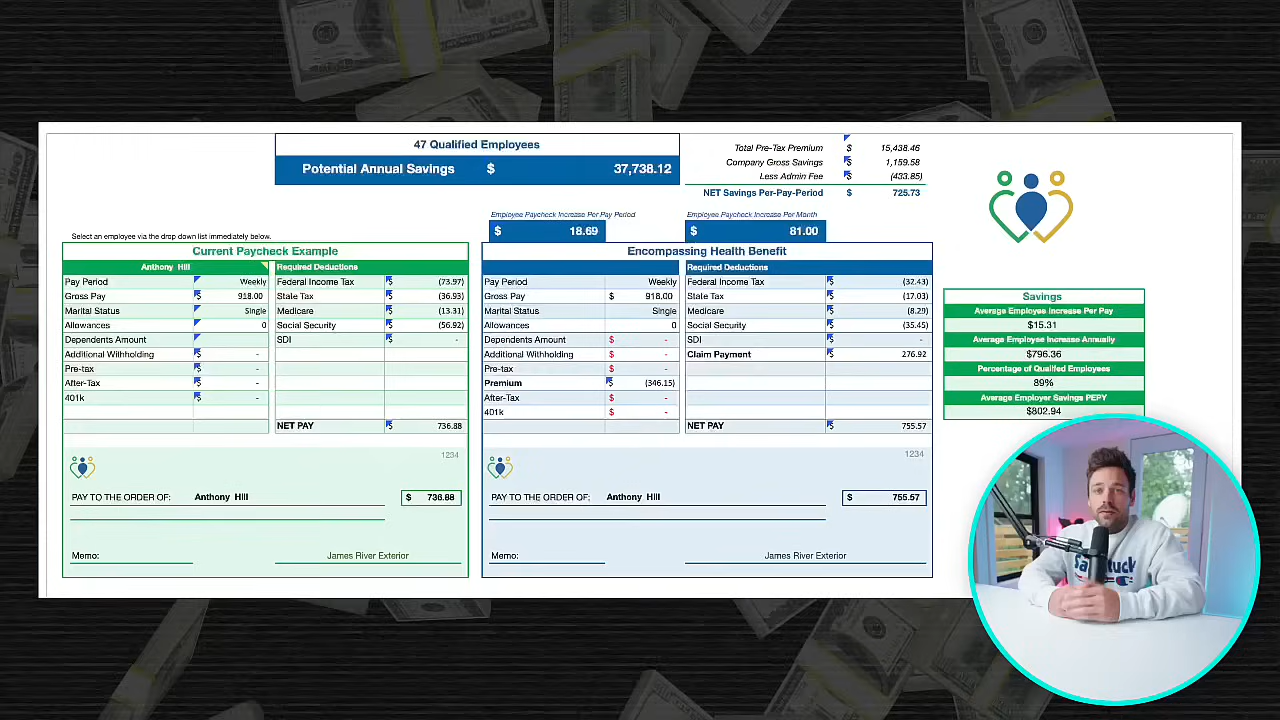 47 Qualified Employees
Potential Annual Savings $ 37,738.12
Total Pre-Tax Premium $ 15,438.46
Company Gross Savings $ 1,159.58
Less Admin Fee $ (433.85)
NET Savings Per-Pay-Period $ 725.73
Select an employee via the drop down list immediately below.
Employee Paycheck Increase Per Pay Period
$ 18.69
Employee Paycheck Increase Per Month
$ 81.00
Current Paycheck Example
Anthony Hill Required Deductions
Pay Period Weekly Federal Income Tax $ (73.97)
Gross Pay $ 918.00 State Tax $ (36.93)
Marital Status Single Medicare $ (13.31)
Allowances 0 Social Security $ (56.92)
Dependents Amount SDI $ -
Additional Withholding $ -
Pre-tax $ -
After-Tax $ -
401k $ -
NET PAY $ 736.88
1234
PAY TO THE ORDER OF: Anthony Hill $ 736.88
Memo: James River Exterior
Encompassing Health Benefit
Required Deductions
Pay Period Weekly Federal Income Tax $ (32.43)
Gross Pay $ 918.00 State Tax $ (17.03)
Marital Status Single Medicare $ (8.29)
Allowances 0 Social Security $ (35.45)
Dependents Amount $ - SDI $ -
Additional Withholding $ - Claim Payment $ 276.92
Pre-tax $ -
Premium $ (346.15)
After-Tax $ -
401k $ -
NET PAY $ 755.57
1234
PAY TO THE ORDER OF: Anthony Hill $ 755.57
Memo: James River Exterior
Savings
Average Employee Increase Per Pay
$15.31
Average Employee Increase Annually
$796.36
Percentage of Qualifed Employees
89%
Average Employer Savings PEPY
$802.94